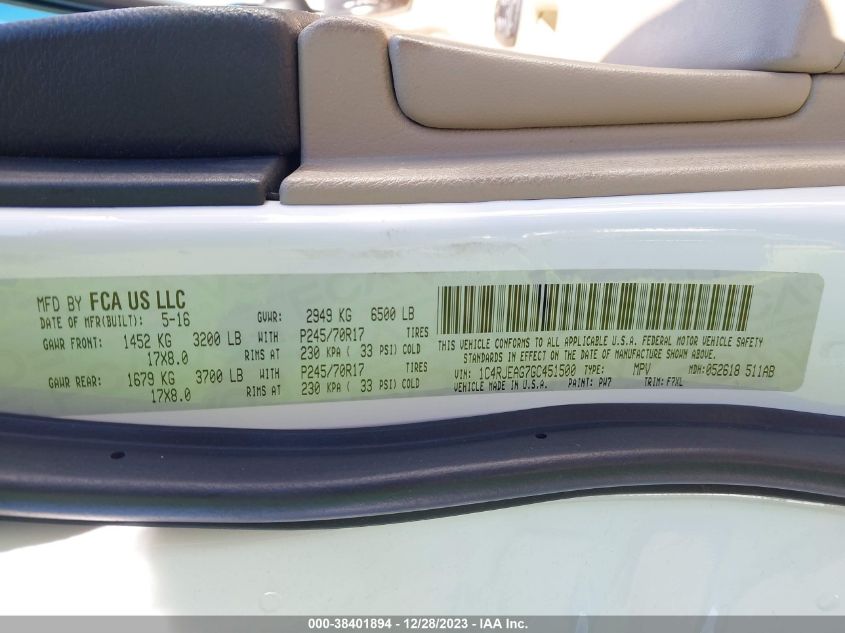 MFD BY FCA US LLC
DATE OF MFR(BUILT): 5-16 GVWR: 2949 KG 6500 LB
GAWR FRONT: 1452 KG 3200 LB WITH P245/70R17 TIRES
17X8.0 RIMS AT 230 KPA ( 33 PSI) COLD
GAWR REAR: 1679 KG 3700 LB WITH P245/70R17 TIRES
17X8.0 RIMS AT 230 KPA ( 33 PSI) COLD
THIS VEHICLE CONFORMS TO ALL APPLICABLE U.S.A. FEDERAL MOTOR VEHICLE SAFETY
STANDARDS IN EFFECT ON THE DATE OF MANUFACTURE SHOWN ABOVE.
VIN: 1C4RJEAG7GC451500 TYPE: MPV MDH: 052618 511AB
VEHICLE MADE IN U.S.A. PAINT: PW7 TRIM: F7XL
000-38401894 - 12/28/2023 - 1 IAA Inc.